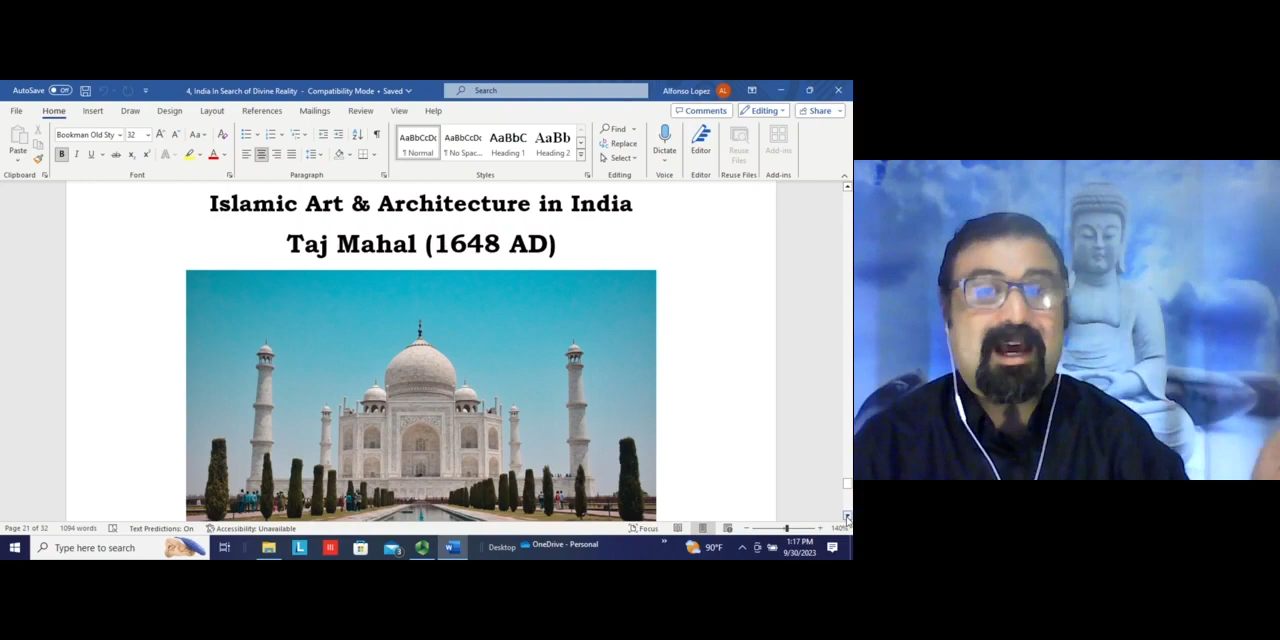 AutoSave Off 4, India in Search of Divine Reality - Compatibility Mode • Saved Search Alfonso Lopez AL
File Home Insert Draw Design Layout References Mailings Review View Help Comments Editing Share
Paste Bookman Old Sty 32 AaBbCcDc AaBbCcDc AaBbC AaBb Find Replace Select Dictate Editor Reuse Files Add-ins
¶ Normal ¶ No Spac... Heading 1 Heading 2
Clipboard Font Paragraph Styles Editing Voice Editor Reuse Files Add-ins
Islamic Art & Architecture in India
Taj Mahal (1648 AD)
Page 21 of 32 1094 words Text Predictions: On Accessibility: Unavailable Focus 140%
Type here to search L 3 W Desktop OneDrive - Personal 90°F 1:17 PM
9/30/2023